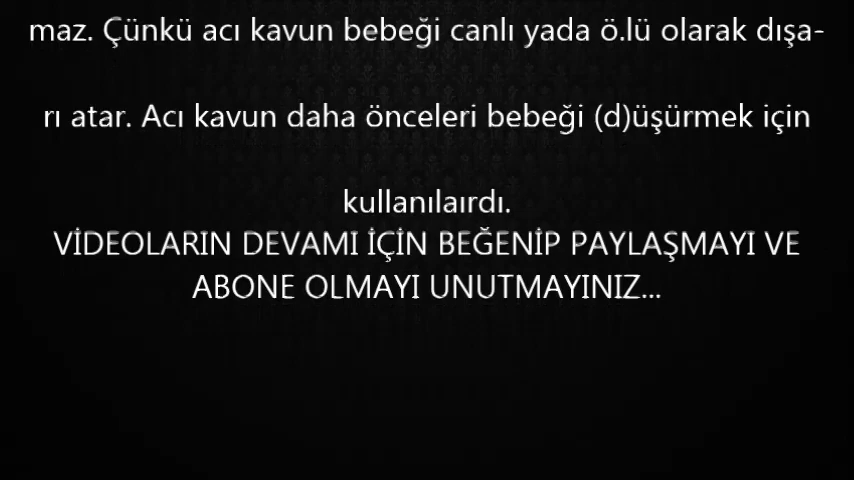 maz. Çünkü acı kavun bebeği canlı yada ö.lü olarak dışa-
rı atar. Acı kavun daha önceleri bebeği (d)üşürmek için
kullanılaırdı.
VİDEOLARIN DEVAMI İÇİN BEĞENİP PAYLAŞMAYI VE
ABONE OLMAYI UNUTMAYINIZ...